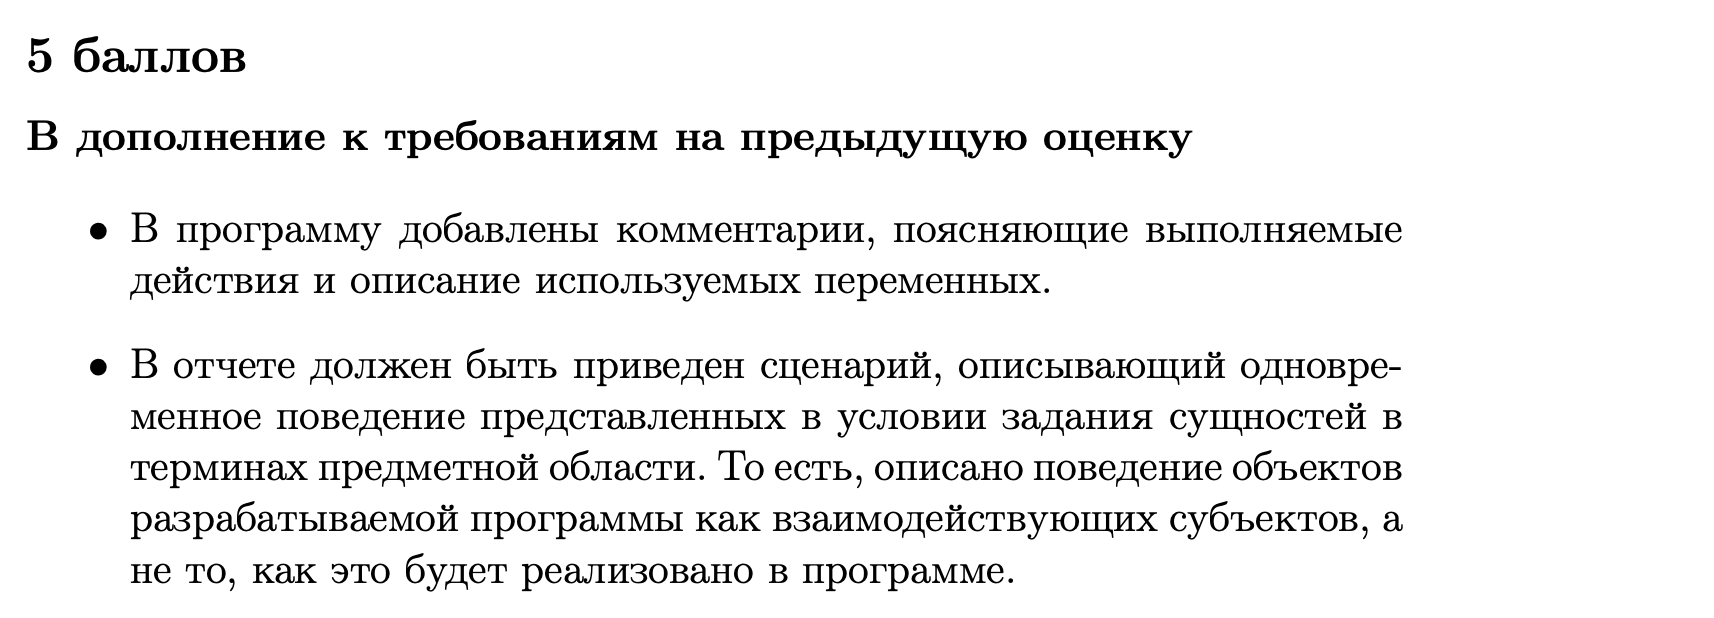 5 баллов
В дополнение к требованиям на предыдущую оценку
• В программу добавлены комментарии, поясняющие выполняемые
действия и описание используемых переменных.
• В отчете должен быть приведен сценарий, описывающий одновре-
менное поведение представленных в условии задания сущностей в
терминах предметной области. То есть, описано поведение объектов
разрабатываемой программы как взаимодействующих субъектов, а
не то, как это будет реализовано в программе.